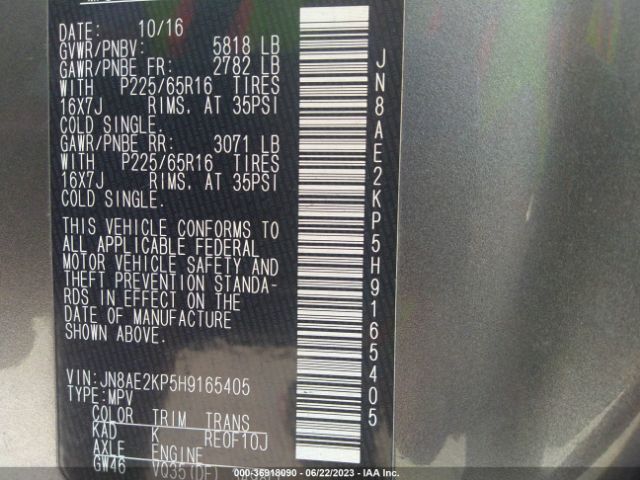 DATE: 10/16
GVWR/PNBV: 5818 LB
GAWR/PNBE FR: 2782 LB
WITH P225/65R16 TIRES
16X7J RIMS. AT 35PSI
COLD SINGLE.
GAWR/PNBE RR: 3071 LB
WITH P225/65R16 TIRES
16X7J RIMS. AT 35PSI
COLD SINGLE.
THIS VEHICLE CONFORMS TO
ALL APPLICABLE FEDERAL
MOTOR VEHICLE SAFETY AND
THEFT PREVENTION STANDA-
RDS IN EFFECT ON THE
DATE OF MANUFACTURE
SHOWN ABOVE.
VIN:JN8AE2KP5H9165405
TYPE:MPV
COLOR TRIM TRANS
KAD K RE0F10J
AXLE ENGINE
GW46 VQ35(DE)
JN8AE2KP5H9165405
000-36918090 - 06/22/2023 - IAA Inc.